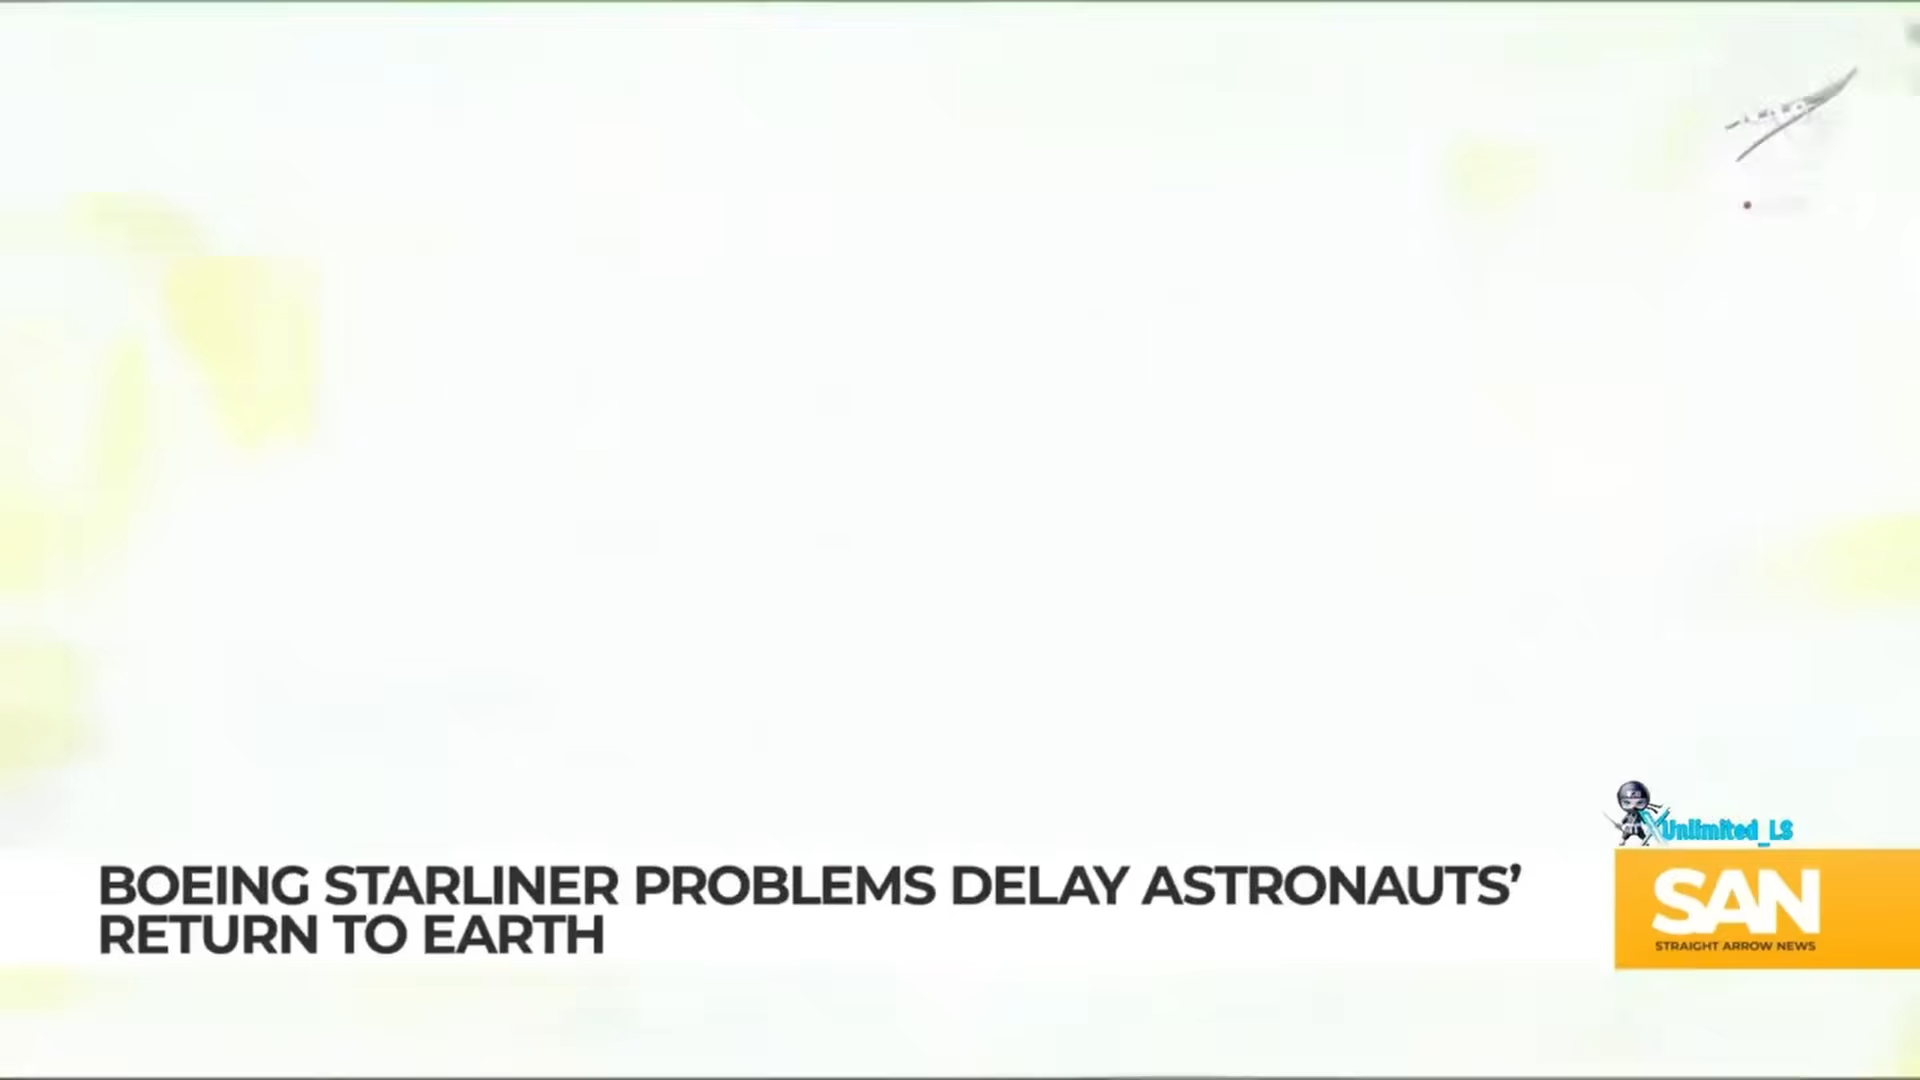 Unlimited_LS
BOEING STARLINER PROBLEMS DELAY ASTRONAUTS’
RETURN TO EARTH
SAN
STRAIGHT ARROW NEWS